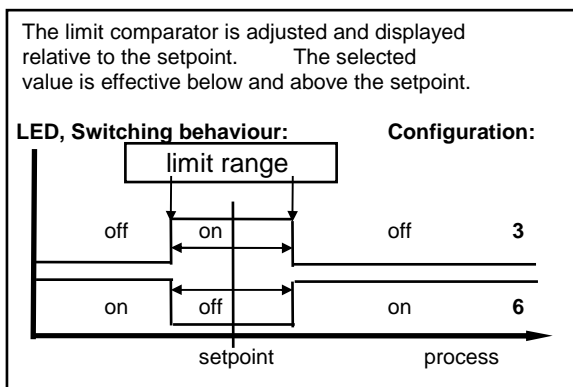 The limit comparator is adjusted and displayed
relative to the setpoint. The selected
value is effective below and above the setpoint.
LED, Switching behaviour: Configuration:
limit range
off on off 3
on off on 6
setpoint process